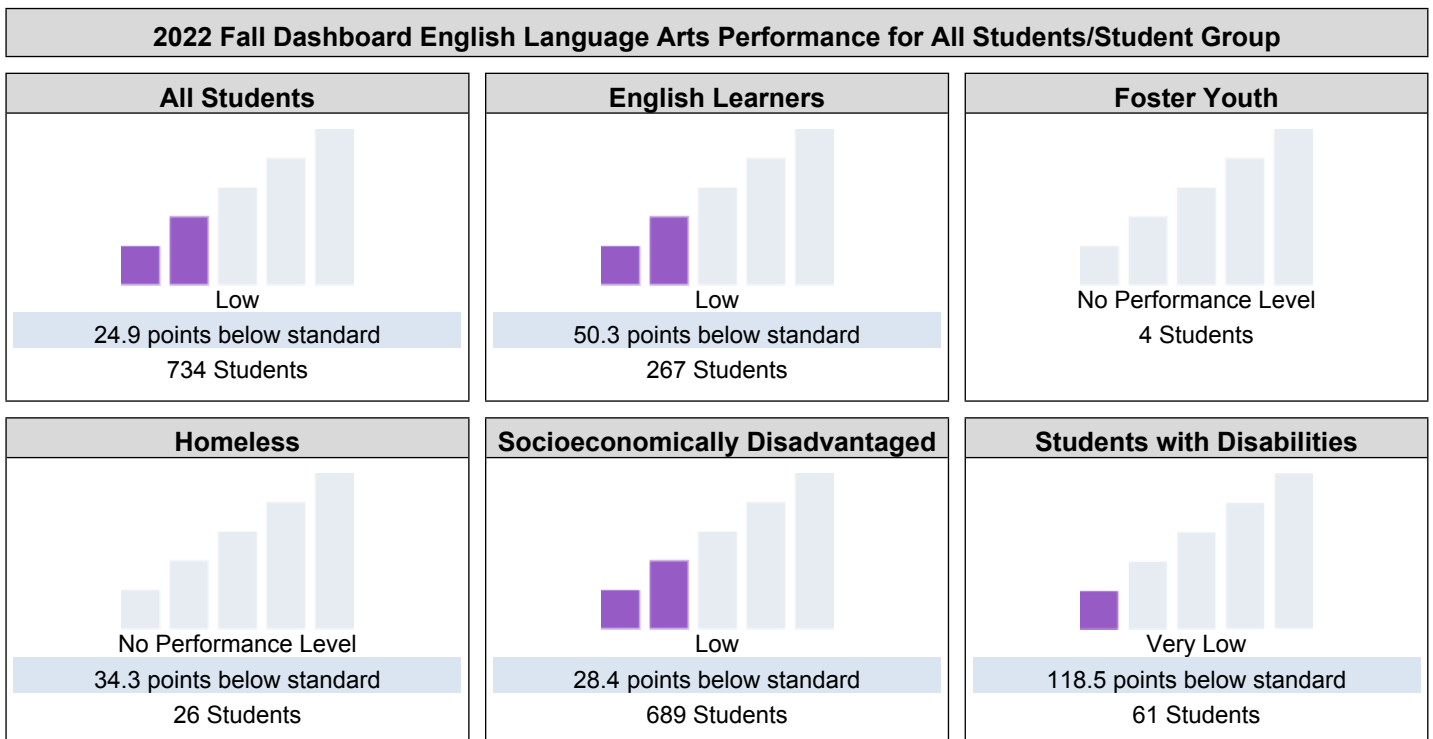 2022 Fall Dashboard English Language Arts Performance for All Students/Student Group
All Students
Low
24.9 points below standard
734 Students
English Learners
Low
50.3 points below standard
267 Students
Foster Youth
No Performance Level
4 Students
Homeless
No Performance Level
34.3 points below standard
26 Students
Socioeconomically Disadvantaged
Low
28.4 points below standard
689 Students
Students with Disabilities
Very Low
118.5 points below standard
61 Students